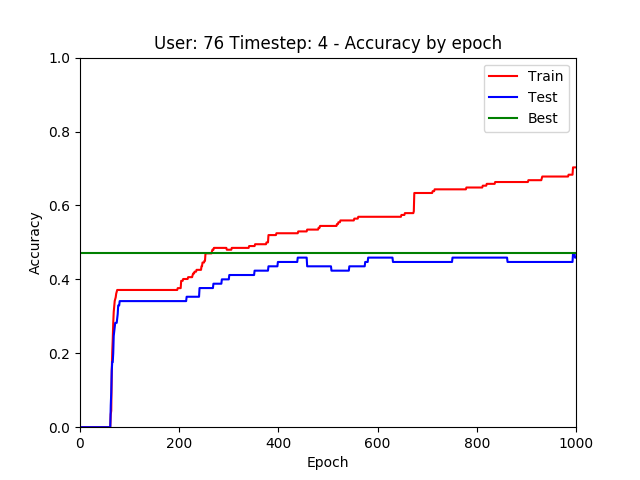 User: 76 Timestep: 4 - Accuracy by epoch
1.0
0.8
0.6
0.4
0.2
0.0
Accuracy
0 200 400 600 800 1000
Epoch
Train
Test
Best